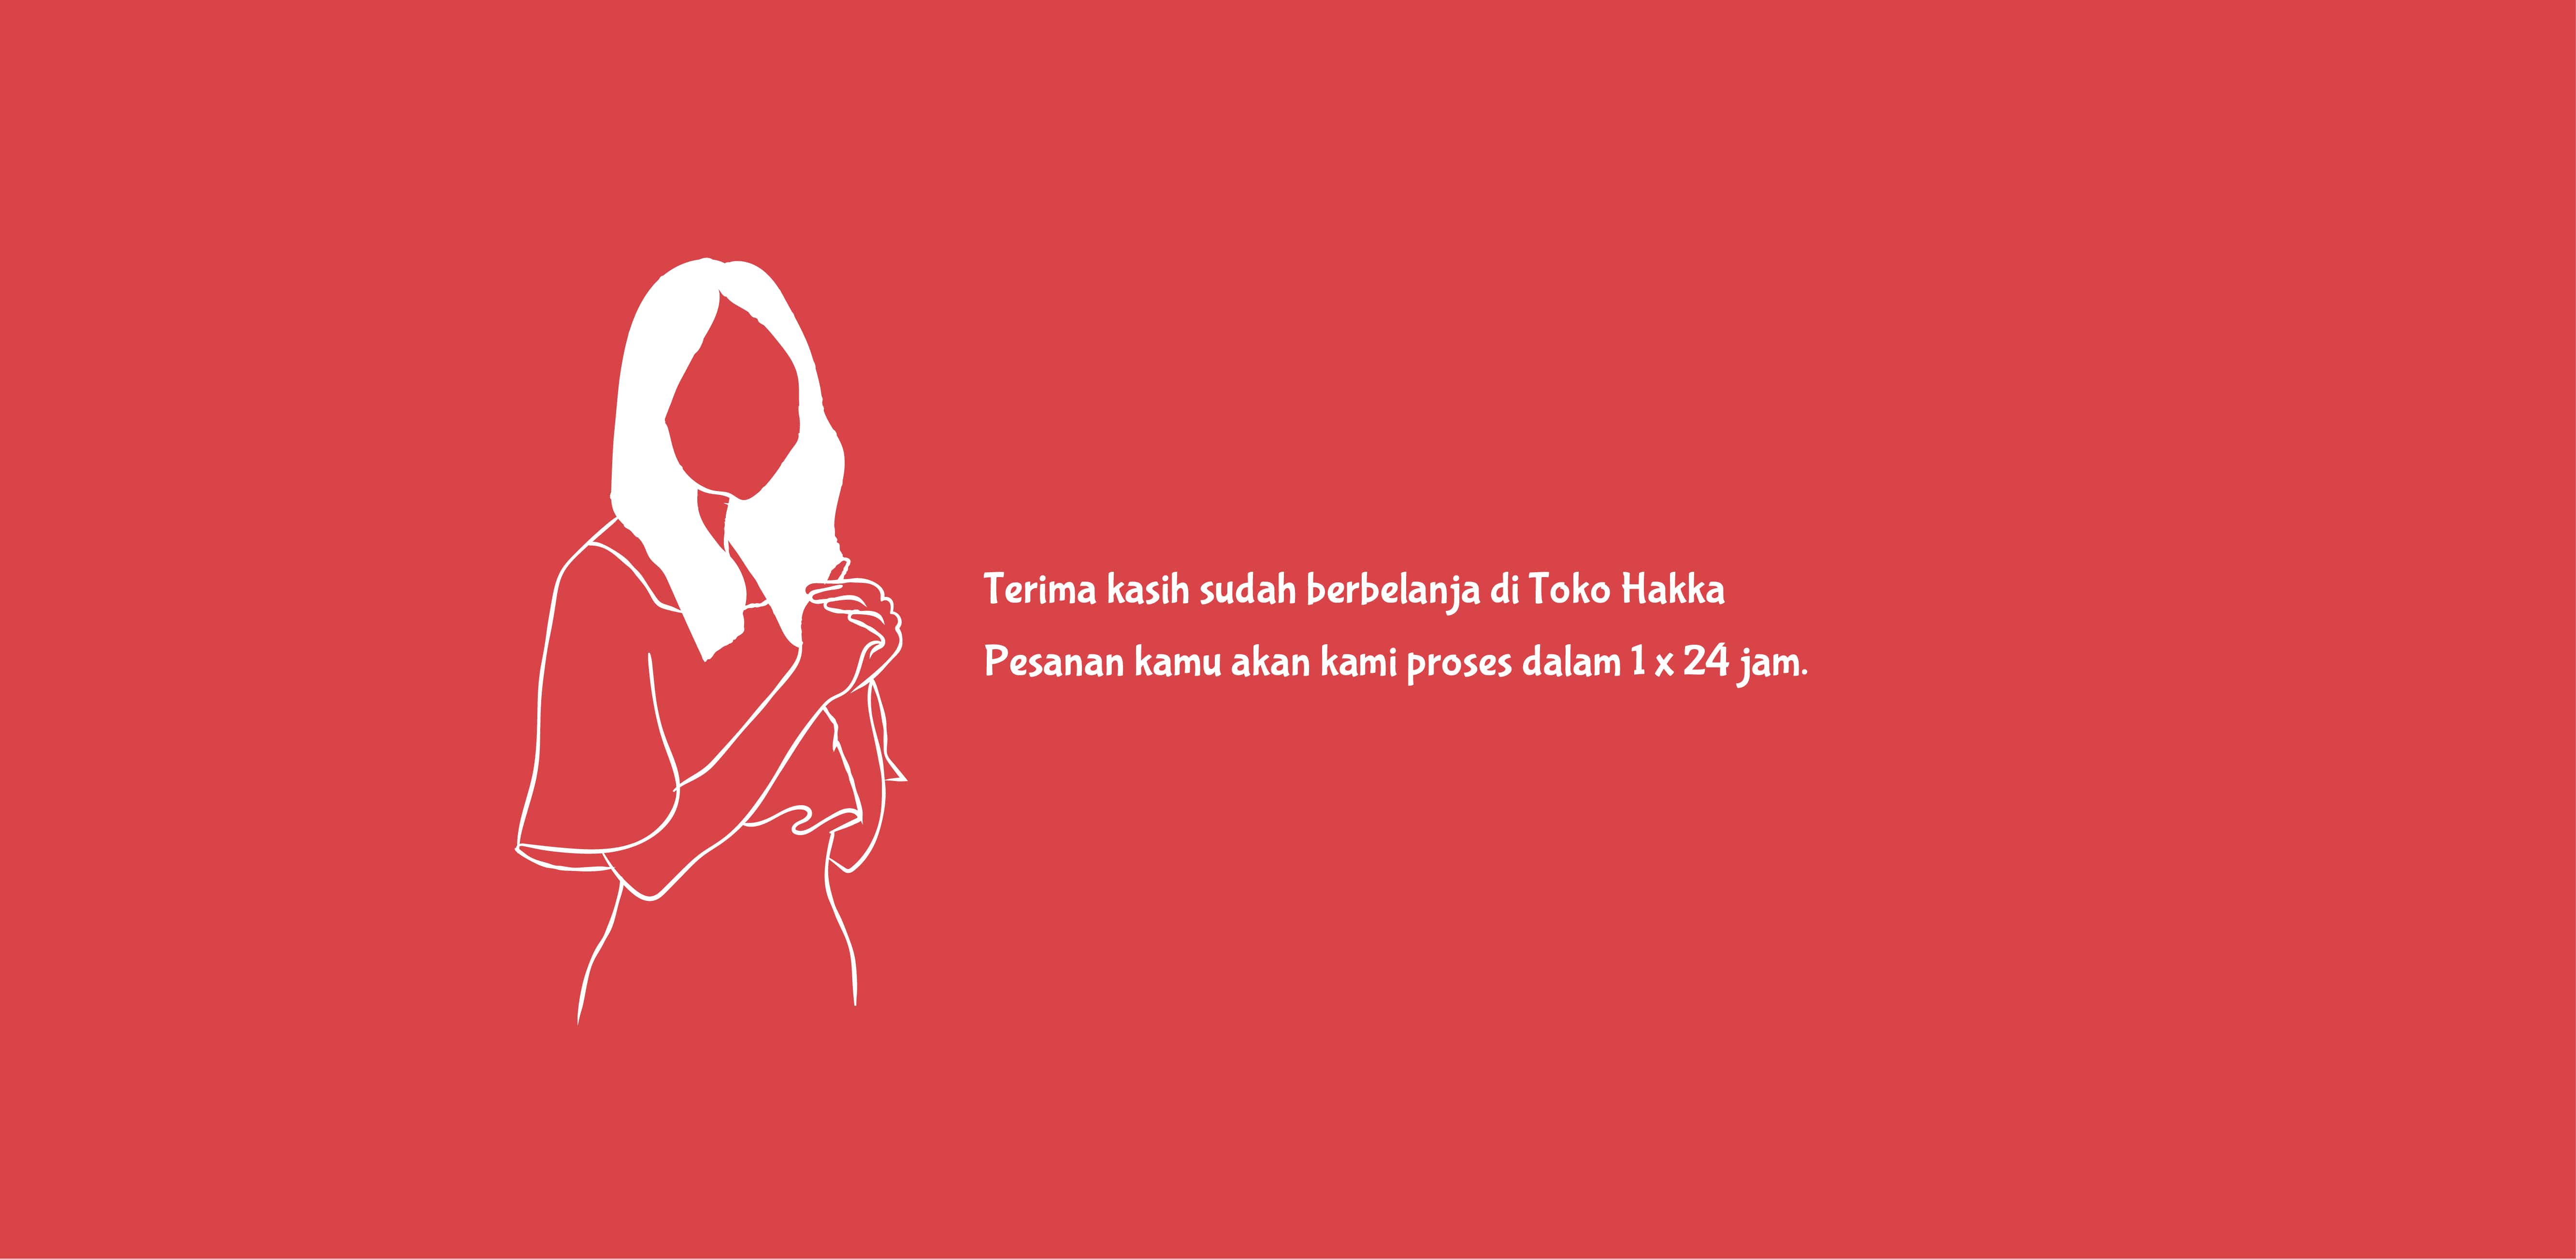 Terima kasih sudah berbelanja di Toko Hakka
Pesanan kamu akan kami proses dalam 1 x 24 jam.